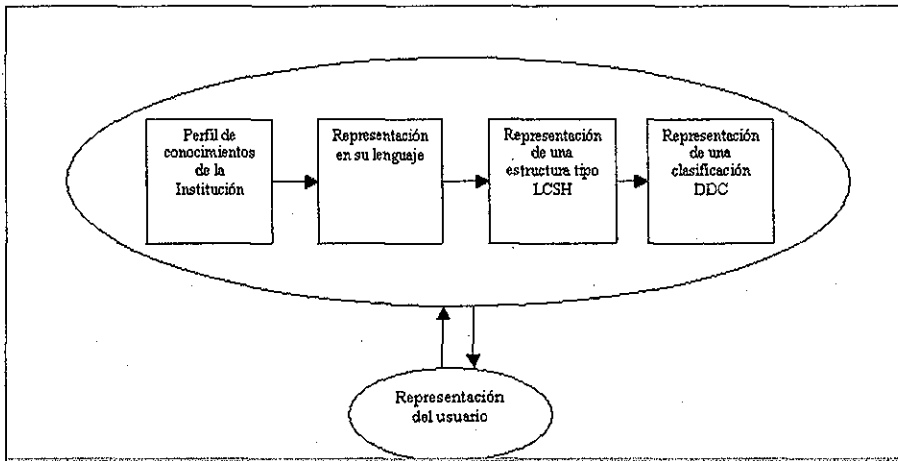 Perfil de
conocimientos
de la
Institución
Representación
en su lenguaje
Representación
de una
estructura tipo
LCSH
Representación
de una
clasificación
DDC
Representación
del usuario